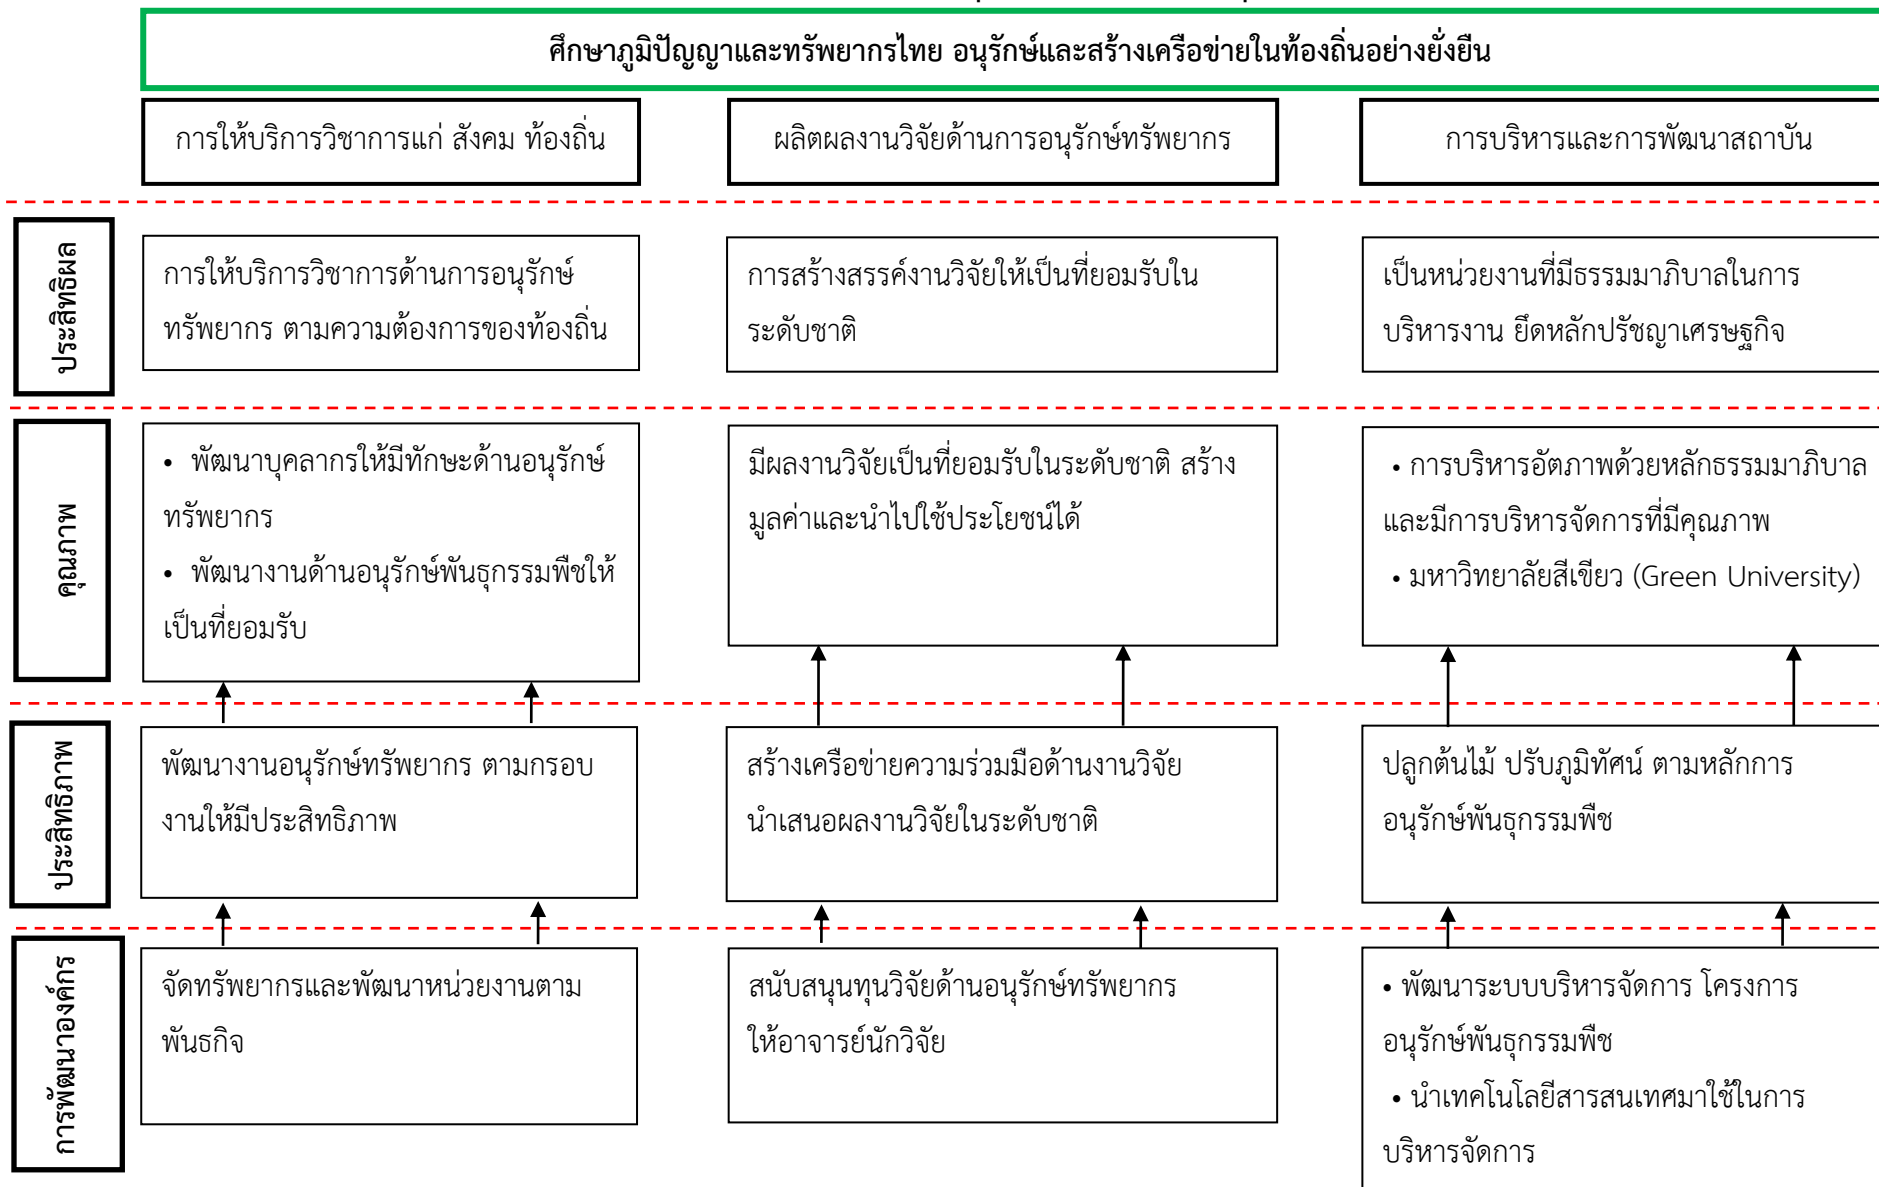 ศึกษาภูมิปัญญาและทรัพยากรไทย อนุรักษ์และสร้างเครือข่ายในท้องถิ่นอย่างยั่งยืน
การให้บริการวิชาการแก่ สังคม ท้องถิ่น
ผลิตผลงานวิจัยด้านการอนุรักษ์ทรัพยากร
การบริหารและการพัฒนาสถาบัน
ประสิทธิผล
การให้บริการวิชาการด้านการอนุรักษ์
ทรัพยากร ตามความต้องการของท้องถิ่น
การสร้างสรรค์งานวิจัยให้เป็นที่ยอมรับใน
ระดับชาติ
เป็นหน่วยงานที่มีธรรมมาภิบาลในการ
บริหารงาน ยึดหลักปรัชญาเศรษฐกิจ
คุณภาพ
• พัฒนาบุคลากรให้มีทักษะด้านอนุรักษ์
ทรัพยากร
• พัฒนางานด้านอนุรักษ์พันธุกรรมพืชให้
เป็นที่ยอมรับ
มีผลงานวิจัยเป็นที่ยอมรับในระดับชาติ สร้าง
มูลค่าและนำไปใช้ประโยชน์ได้
• การบริหารอัตภาพด้วยหลักธรรมมาภิบาล
และมีการบริหารจัดการที่มีคุณภาพ
• มหาวิทยาลัยสีเขียว (Green University)
ประสิทธิภาพ
พัฒนางานอนุรักษ์ทรัพยากร ตามกรอบ
งานให้มีประสิทธิภาพ
สร้างเครือข่ายความร่วมมือด้านงานวิจัย
นำเสนอผลงานวิจัยในระดับชาติ
ปลูกต้นไม้ ปรับภูมิทัศน์ ตามหลักการ
อนุรักษ์พันธุกรรมพืช
การพัฒนาองค์กร
จัดทรัพยากรและพัฒนาหน่วยงานตาม
พันธกิจ
สนับสนุนทุนวิจัยด้านอนุรักษ์ทรัพยากร
ให้อาจารย์นักวิจัย
• พัฒนาระบบบริหารจัดการ โครงการ
อนุรักษ์พันธุกรรมพืช
• นำเทคโนโลยีสารสนเทศมาใช้ในการ
บริหารจัดการ